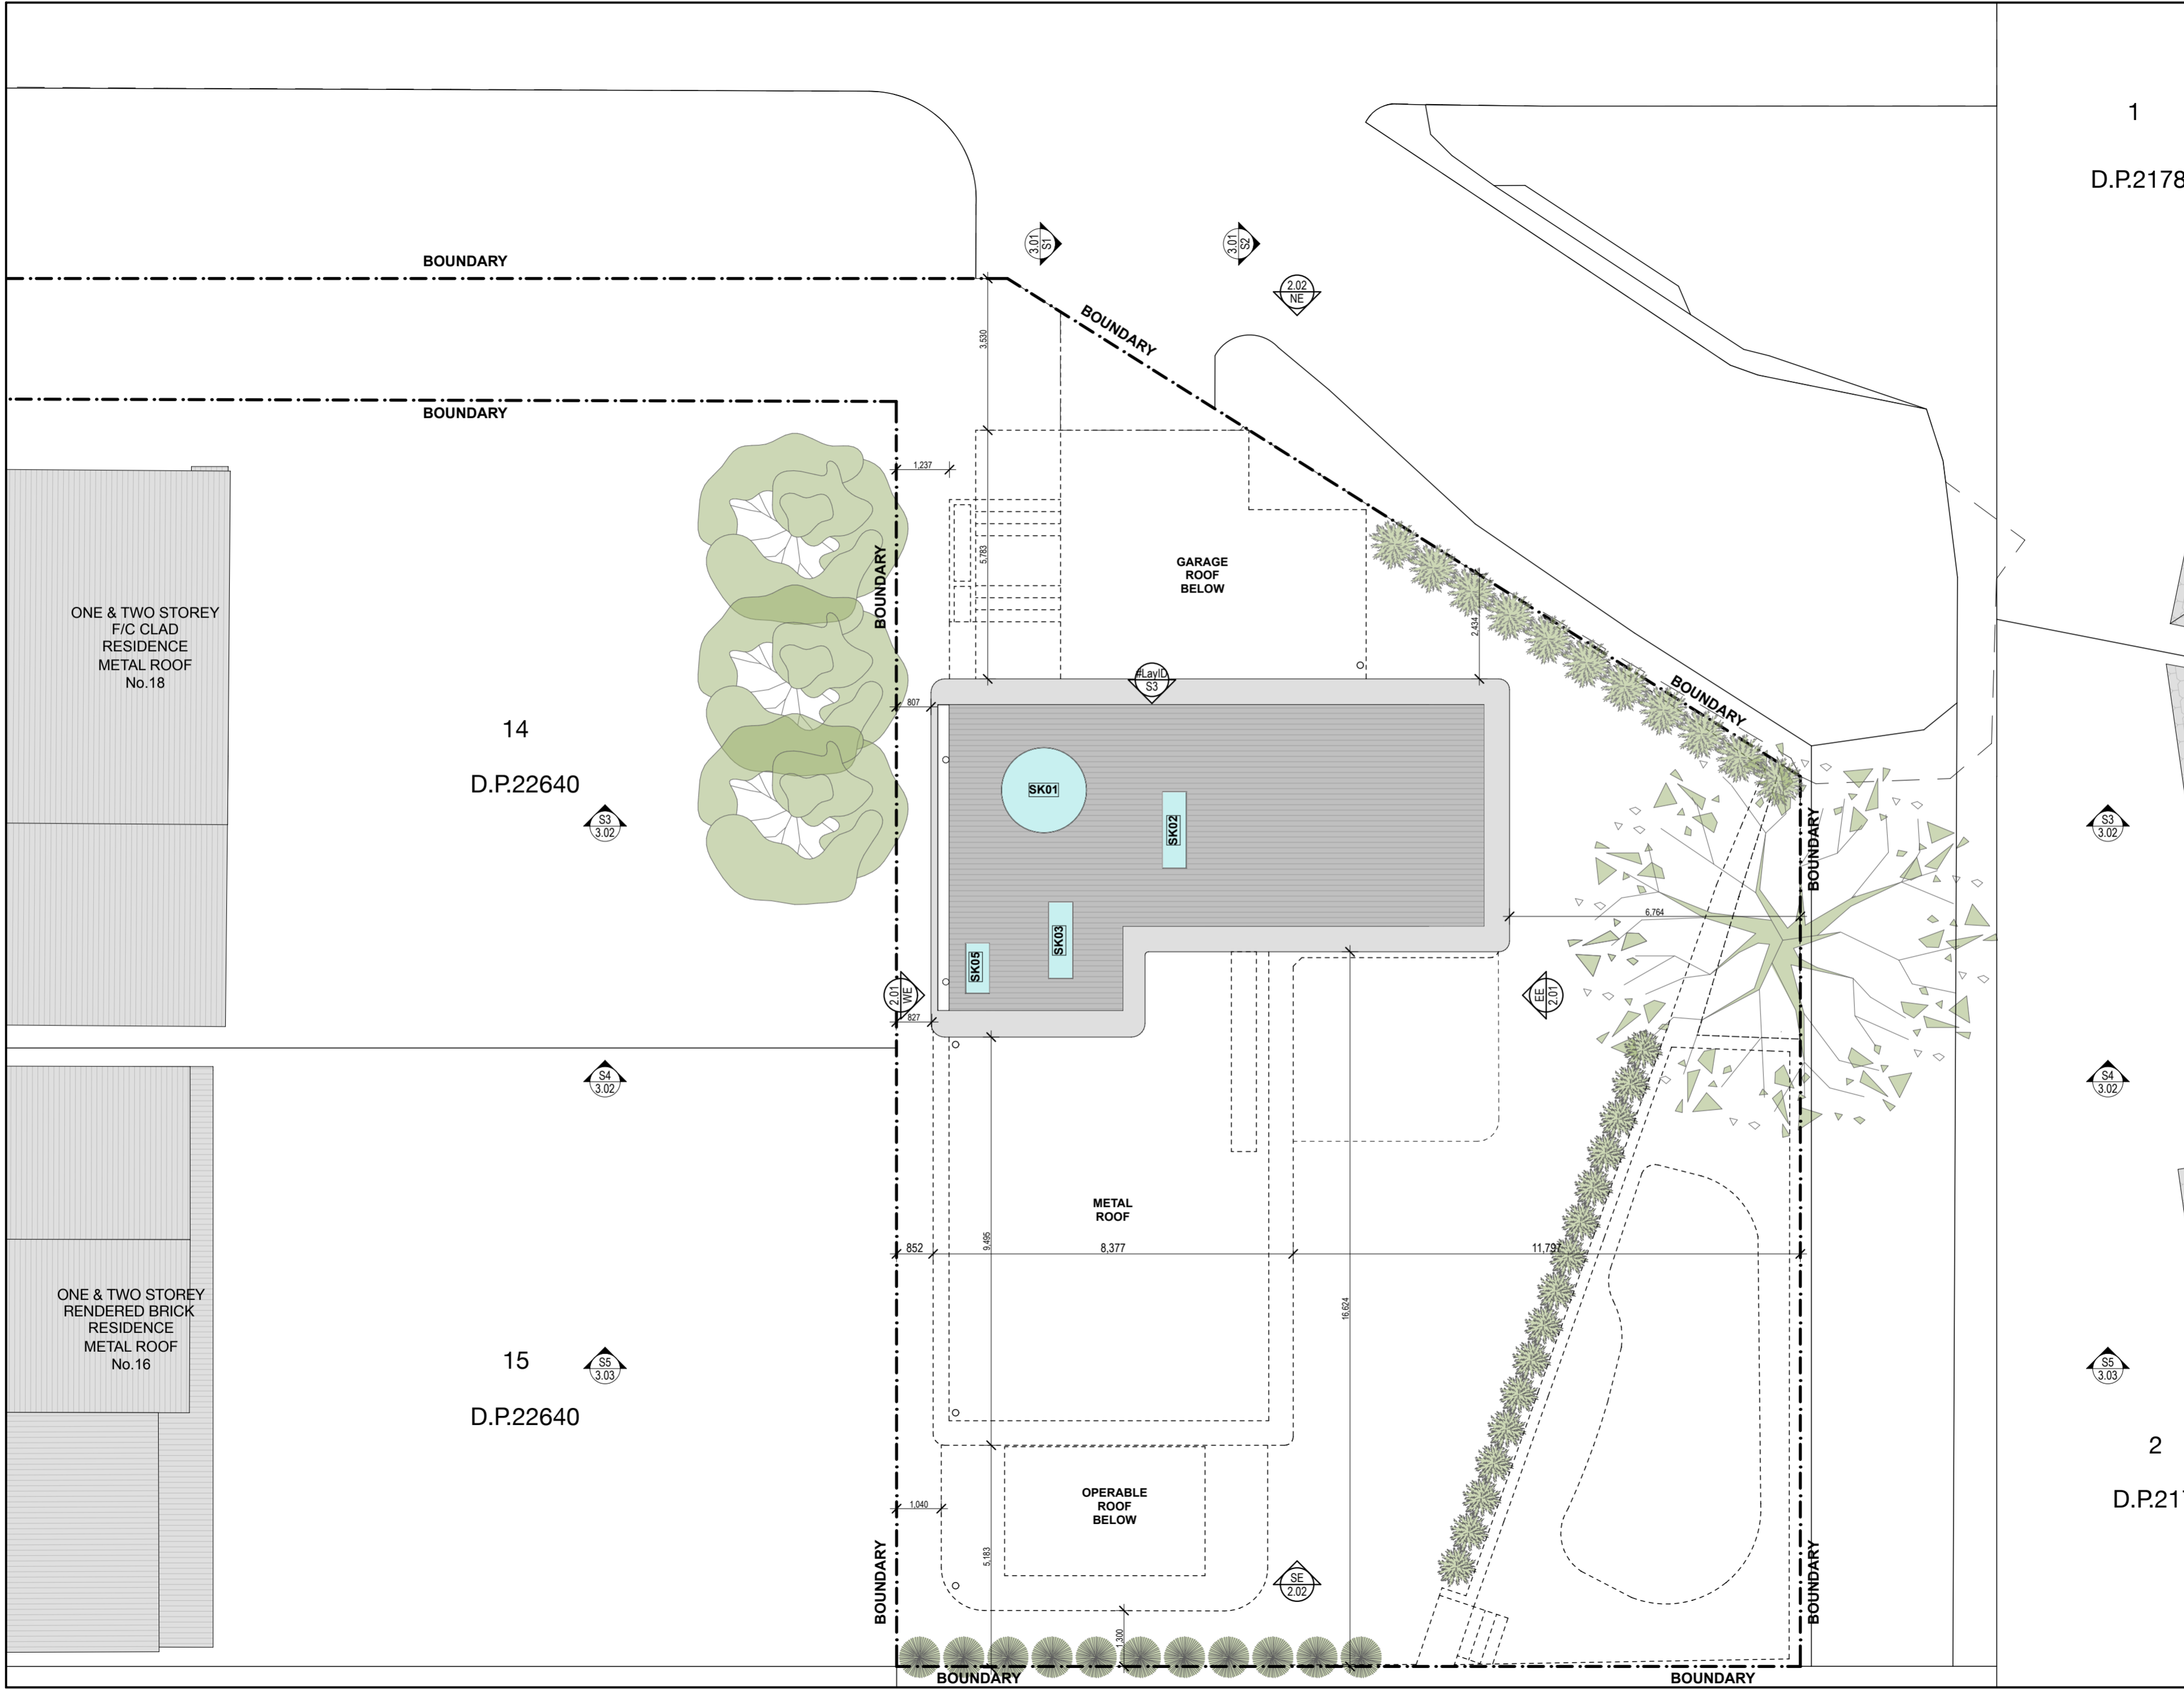 1
D.P.2178
BOUNDARY
3.01
S1
3.01
S2
2.02
NE
BOUNDARY
3,530
BOUNDARY
1,237
5,783
GARAGE
ROOF
BELOW
BOUNDARY
ONE & TWO STOREY
F/C CLAD
RESIDENCE
METAL ROOF
No.18
2,434
#LayID
S3
BOUNDARY
807
14
D.P.22640
S3
3.02
SK01
SK02
BOUNDARY
S3
3.02
6,764
SK03
SK05
2.01
WE
EE
2.01
827
S4
3.02
S4
3.02
METAL
ROOF
852
9,495
8,377
11,797
16,624
ONE & TWO STOREY
RENDERED BRICK
RESIDENCE
METAL ROOF
No.16
15
S5
3.03
D.P.22640
S5
3.03
2
D.P.217
OPERABLE
ROOF
BELOW
1,040
5,183
SE
2.02
BOUNDARY
BOUNDARY
1,300
BOUNDARY
BOUNDARY